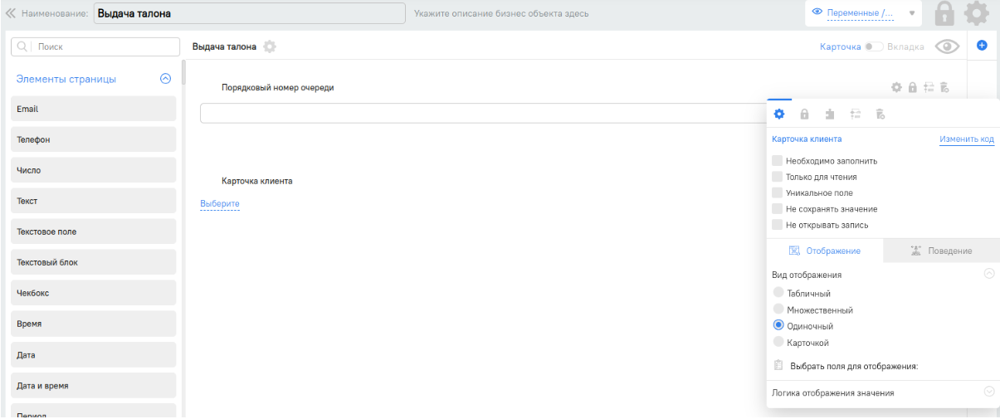 Наименование: Выдача талона Укажите описание бизнес объекта здесь Переменные /...
Поиск
Выдача талона
Карточка Вкладка
Элементы страницы
Email
Телефон
Число
Текст
Текстовое поле
Текстовый блок
Чекбокс
Время
Дата
Дата и время
Период
Порядковый номер очереди
Карточка клиента
Выберите
Карточка клиента Изменить код
Необходимо заполнить
Только для чтения
Уникальное поле
Не сохранять значение
Не открывать запись
Отображение Поведение
Вид отображения
Табличный
Множественный
Одиночный
Карточкой
Выбрать поля для отображения:
Логика отображения значения